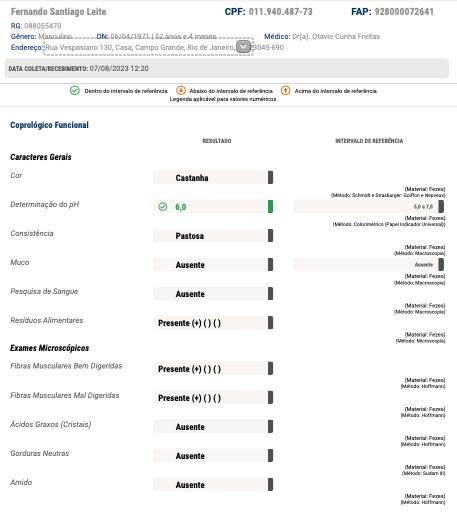 Fernando Santiago Leite CPF: 011.940.487-73 FAP: 928000072641
RG: 088055470
Gênero: Masculino DN: 06/04/1971 | 52 anos e 4 meses Médico: Dr(a). Otavio Cunha Freitas
Endereço: Rua Vespasiano 130, Casa, Campo Grande, Rio de Janeiro, 3045-690
DATA COLETA/RECEBIMENTO: 07/08/2023 12:20
Dentro do intervalo de referência Abaixo do intervalo de referência Acima do intervalo de referência
Legenda aplicável para valores numéricos
Coprológico Funcional
RESULTADO INTERVALO DE REFERÊNCIA
Caracteres Gerais
Cor Castanha
(Material: Fezes)
(Método: Schmidt e Strasburger: Goiffon e Nepveux)
Determinação do pH 6,0 5,0 a 7,0
(Material: Fezes)
(Método: Colorimétrico (Papel Indicador Universal))
Consistência Pastosa
(Material: Fezes)
(Método: Macroscopia)
Muco Ausente Ausente
(Material: Fezes)
(Método: Macroscopia)
Pesquisa de Sangue Ausente
(Material: Fezes)
(Método: Macroscopia)
Resíduos Alimentares Presente (+) ( ) ( )
(Material: Fezes)
(Método: Microscopia)
Exames Microscópicos
Fibras Musculares Bem Digeridas Presente (+) ( ) ( )
(Material: Fezes)
(Método: Hoffmann)
Fibras Musculares Mal Digeridas Presente (+) ( ) ( )
(Material: Fezes)
(Método: Hoffmann)
Ácidos Graxos (Cristais) Ausente
(Material: Fezes)
(Método: Hoffmann)
Gorduras Neutras Ausente
(Material: Fezes)
(Método: Sudam III)
Amido Ausente
(Material: Fezes)
(Método: Hoffmann)